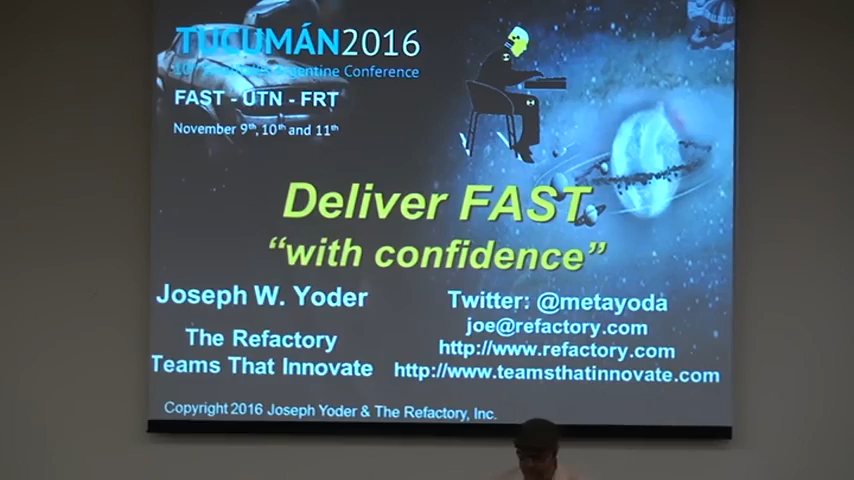 TUCUMÁN2016
Argentine Conference
FAST - UTN - FRT
November 9th, 10th and 11th
Deliver FAST
“with confidence”
Joseph W. Yoder
The Refactory
Teams That Innovate
Twitter: @metayoda
joe@refactory.com
http://www.refactory.com
http://www.teamsthatinnovate.com
Copyright 2016 Joseph Yoder & The Refactory, Inc.